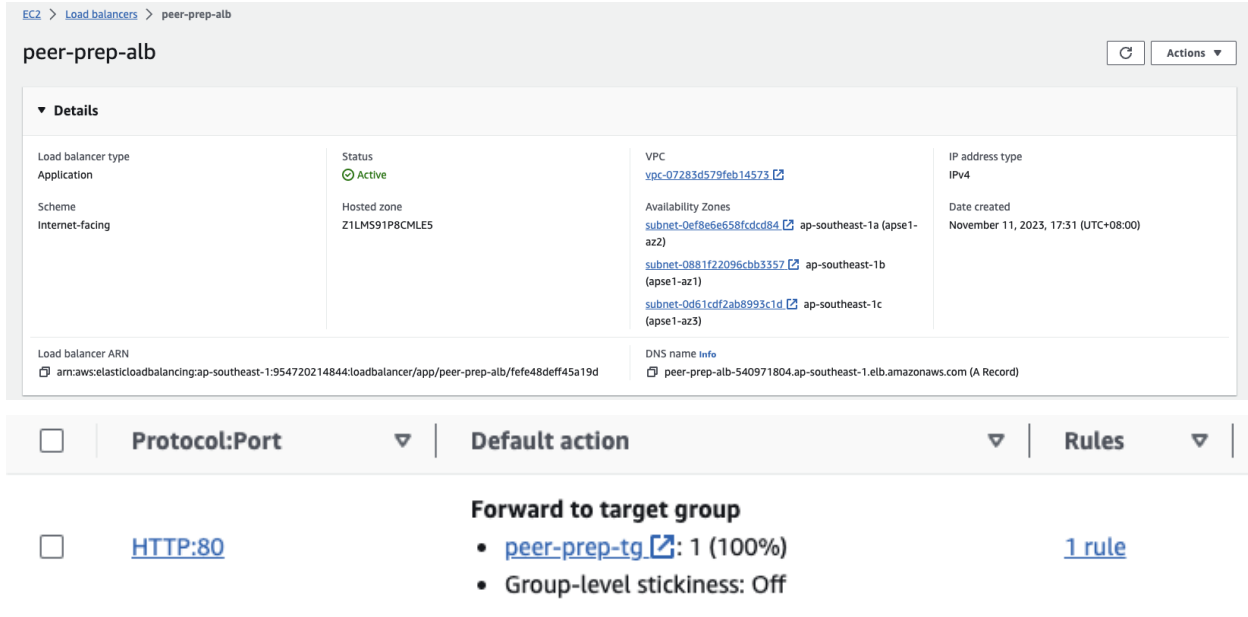 EC2 > Load balancers > peer-prep-alb
peer-prep-alb
Actions
Details
Load balancer type
Application
Status
Active
VPC
vpc-07283d579feb14573
IP address type
IPv4
Scheme
Internet-facing
Hosted zone
Z1LMS91P8CMLE5
Availability Zones
subnet-0ef8e6e658fcdcd84 ap-southeast-1a (apse1-
az2)
subnet-0881f22096cbb3357 ap-southeast-1b
(apse1-az1)
subnet-0d61cdf2ab8993c1d ap-southeast-1c
(apse1-az3)
Date created
November 11, 2023, 17:31 (UTC+08:00)
Load balancer ARN
arn:aws:elasticloadbalancing:ap-southeast-1:954720214844:loadbalancer/app/peer-prep-alb/fefe48deff45a19d
DNS name Info
peer-prep-alb-540971804.ap-southeast-1.elb.amazonaws.com (A Record)
Protocol:Port Default action Rules
HTTP:80
Forward to target group
• peer-prep-tg: 1 (100%)
• Group-level stickiness: Off
1 rule